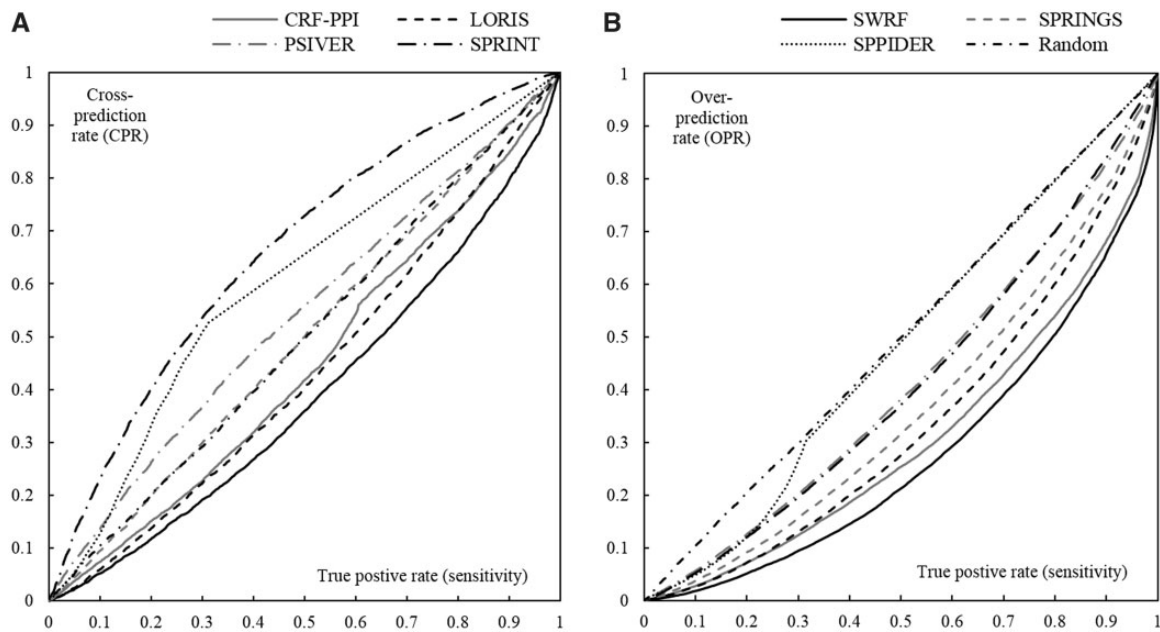 A
CRF-PPI LORIS
PSIVER SPRINT
1
0.9
0.8
0.7
0.6
0.5
0.4
0.3
0.2
0.1
0
Cross-
prediction
rate (CPR)
True postive rate (sensitivity)
0 0.1 0.2 0.3 0.4 0.5 0.6 0.7 0.8 0.9 1
B
SWRF SPRINGS
SPPIDER Random
1
0.9
0.8
0.7
0.6
0.5
0.4
0.3
0.2
0.1
0
Over-
prediction
rate (OPR)
True postive rate (sensitivity)
0 0.1 0.2 0.3 0.4 0.5 0.6 0.7 0.8 0.9 1